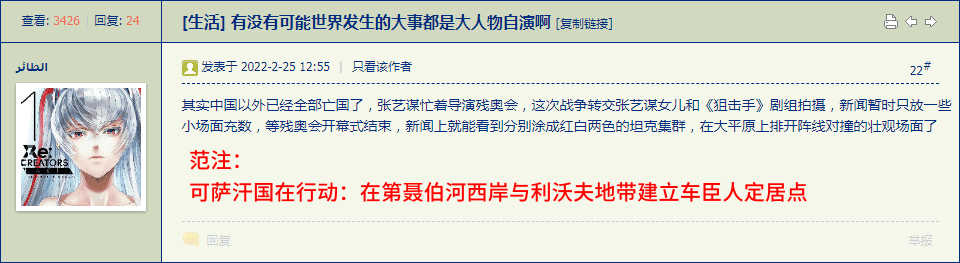 查看: 3426 | 回复: 24
[生活] 有没有可能世界发生的大事都是大人物自演啊 [复制链接]
الطائر
发表于 2022-2-25 12:55 | 只看该作者
22#
1
Re:
CREATORS
其实中国以外已经全部亡国了，张艺谋忙着导演残奥会，这次战争转交张艺谋女儿和《狙击手》剧组拍摄，新闻暂时只放一些
小场面充数，等残奥会开幕式结束，新闻上就能看到分别涂成红白两色的坦克集群，在大平原上排开阵线对撞的壮观场面了
范注：
可萨汗国在行动：在第聂伯河西岸与利沃夫地带建立车臣人定居点
回复
举报